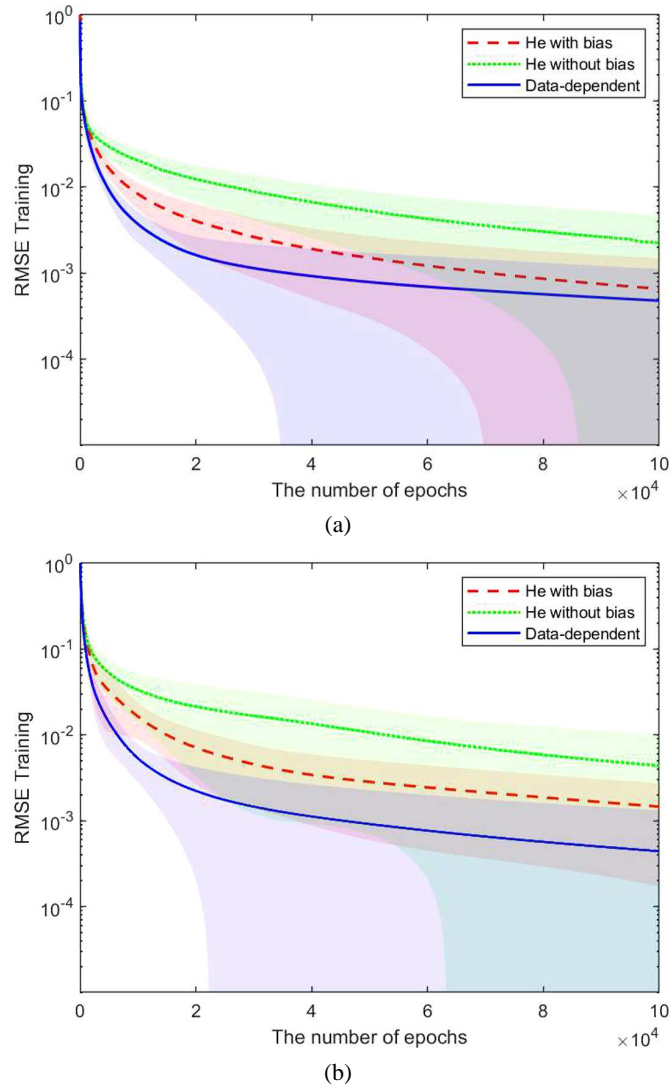 10^0
10^-1
10^-2
10^-3
10^-4
RMSE Training
He with bias
He without bias
Data-dependent
0 2 4 6 8 10
The number of epochs
×10^4
(a)
10^0
10^-1
10^-2
10^-3
10^-4
RMSE Training
He with bias
He without bias
Data-dependent
0 2 4 6 8 10
The number of epochs
×10^4
(b)